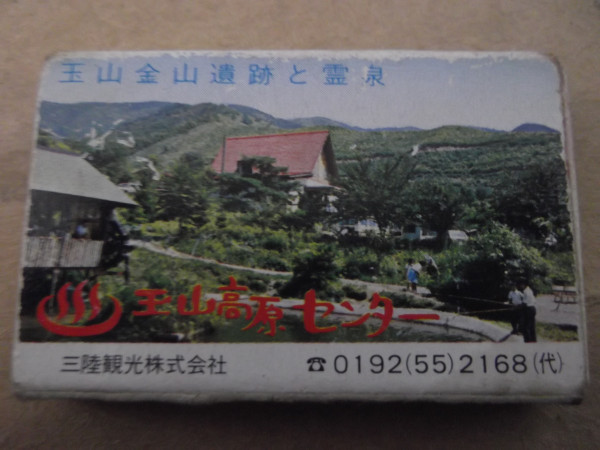 玉山金山遺跡と霊泉
♨玉山高原センター
三陸観光株式会社 ☎0192(55)2168(代)